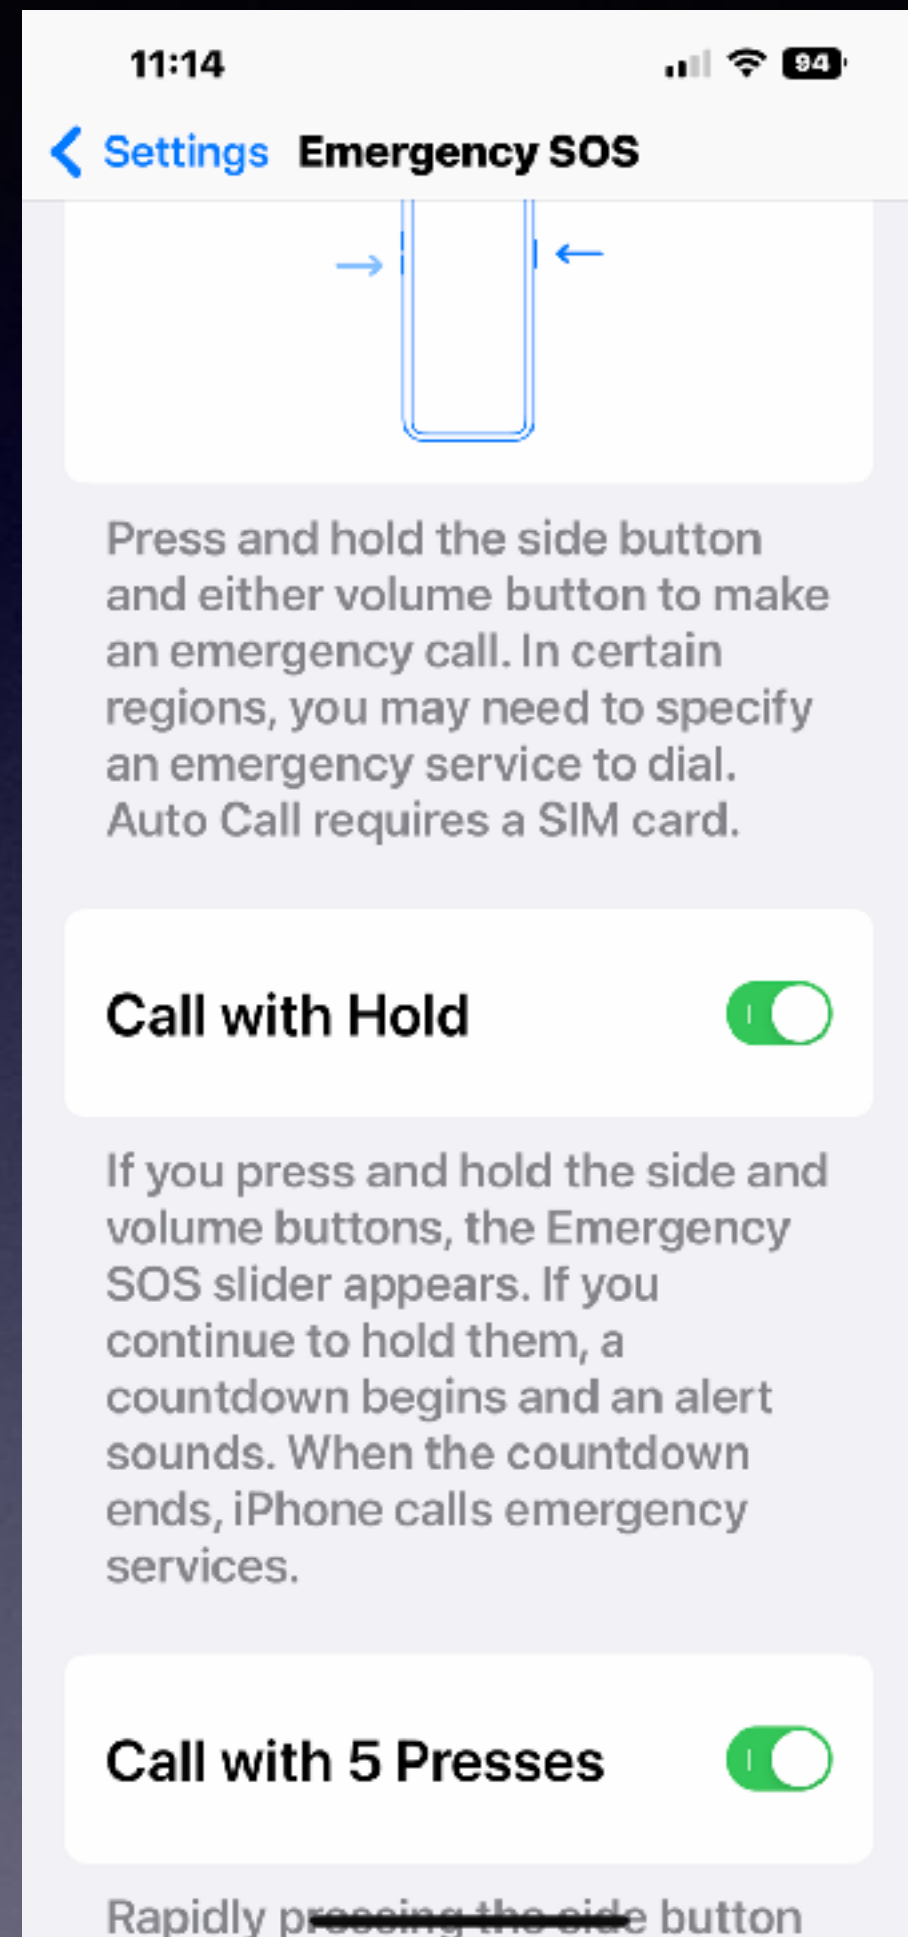 11:14
94
Settings Emergency SOS
Press and hold the side button
and either volume button to make
an emergency call. In certain
regions, you may need to specify
an emergency service to dial.
Auto Call requires a SIM card.
Call with Hold
If you press and hold the side and
volume buttons, the Emergency
SOS slider appears. If you
continue to hold them, a
countdown begins and an alert
sounds. When the countdown
ends, iPhone calls emergency
services.
Call with 5 Presses
Rapidly pressing the side button